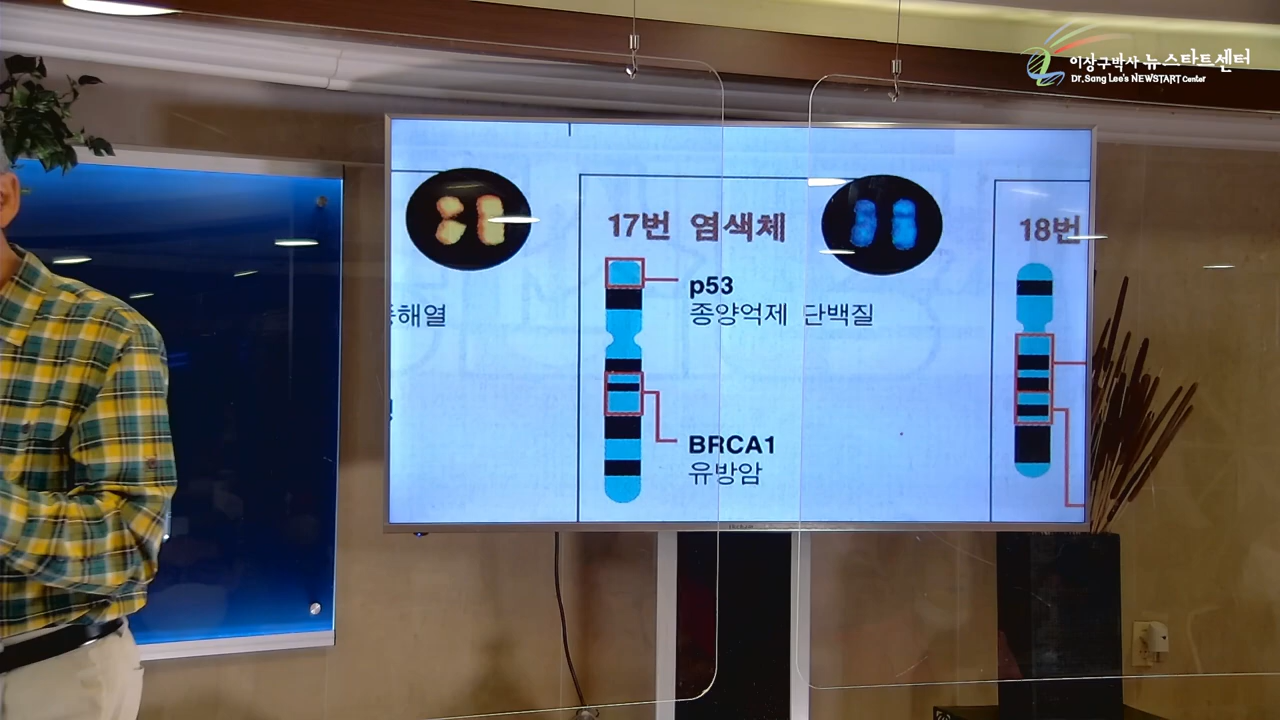 이상구박사 뉴스타트센터
Dr. Sang Lee's NEWSTART Center
17번 염색체
18번
p53
종양억제 단백질
해열
BRCA1
유방암